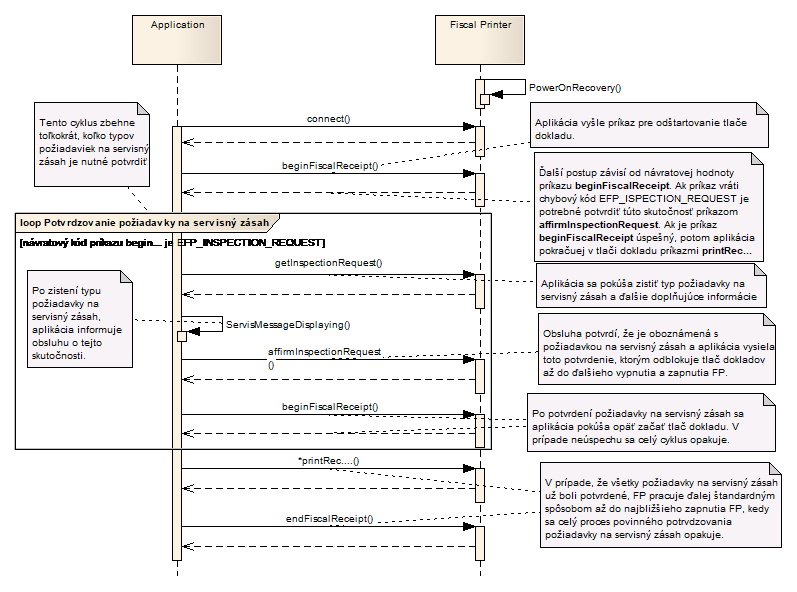 Application
Fiscal Printer
PowerOnRecovery()
Tento cyklus zbehne
toľkokrát, koľko typov
požiadaviek na servisný
zásah je nutné potvrdiť
connect()
Aplikácia vyšle príkaz pre odštartovanie tlače
dokladu.
beginFiscalReceipt()
Ďalší postup závisí od návratovej hodnoty
príkazu beginFiscalReceipt. Ak príkaz vráti
chybový kód EFP_ISPECTION_REQUEST je
potrebné potvrdiť túto skutočnosť príkazom
affirmInspectionRequest. Ak je príkaz
beginFiscalReceipt úspešný, potom aplikácia
pokračuej v tlači dokladu príkazmi printRec...
loop Potvrdzovanie požiadavky na servisný zásah
[návratový kód príkazu begin... je EFP_INSPECTION_REQUEST]
getInspectionRequest()
Aplikácia sa pokúša zistiť typ požiadavky na
servisný zásah a ďalšie doplňujúce informácie
Po zistení typu
požiadavky na
servisný zásah,
aplikácia informuje
obsluhu o tejto
skutočnosti.
ServisMessageDisplaying()
Obsluha potvrdí, že je oboznámená s
požiadavkou na servisný zásah a aplikácia vysiela
toto potvrdenie, ktorým odblokuje tlač dokladov
až do ďalšieho vypnutia a zapnutia FP.
affirmInspectionRequest
()
beginFiscalReceipt()
Po potvrdení požiadavky na servisný zásah sa
aplikácia pokúša opäť začať tlač dokladu. V
prípade neúspechu sa celý cyklus opakuje.
*printRec....()
V prípade, že všetky požiadavky na servisný zásah
už boli potvrdené, FP pracuje ďalej štandardným
spôsobom až do najbližšieho zapnutia FP, kedy
sa celý proces povinného potrvdzovania
požiadavky na servisný zásah opakuje.
endFiscalReceipt()